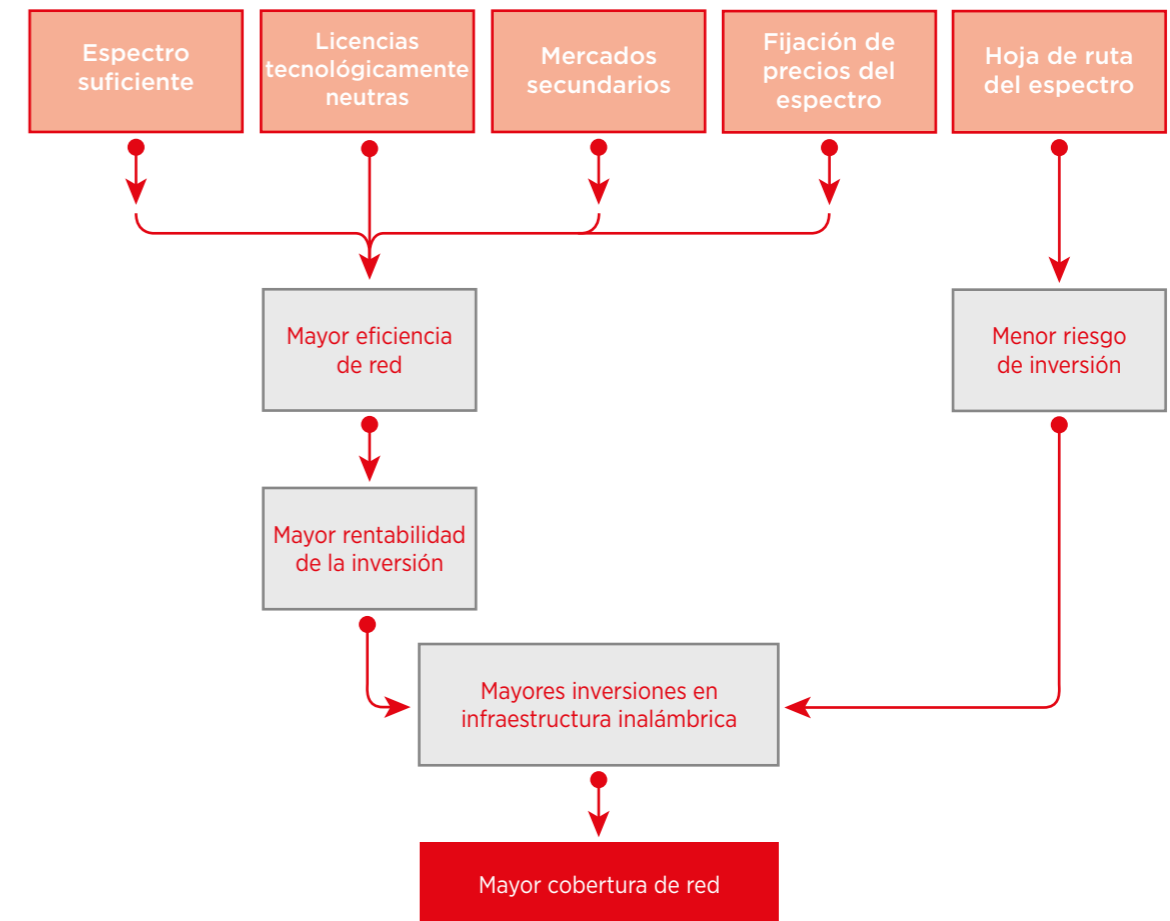 Espectro
suficiente
Licencias
tecnológicamente
neutras
Mercados
secundarios
Fijación de
precios del
espectro
Hoja de ruta
del espectro
Mayor eficiencia
de red
Menor riesgo
de inversión
Mayor rentabilidad
de la inversión
Mayores inversiones en
infraestructura inalámbrica
Mayor cobertura de red